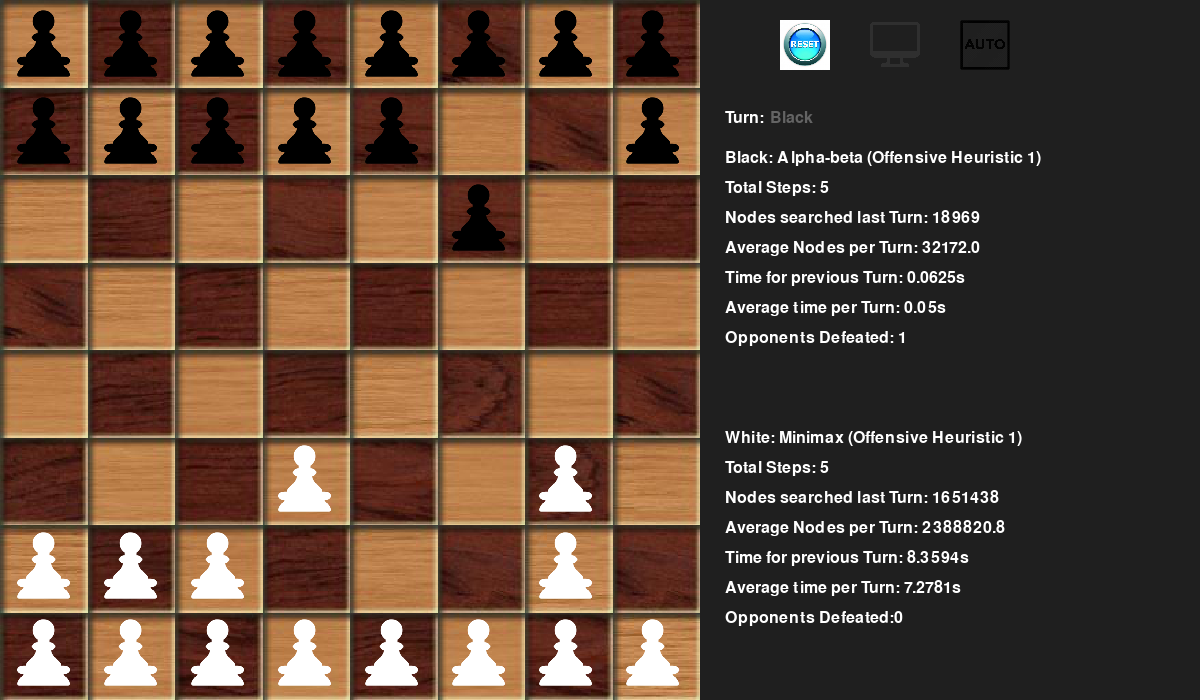 RESET
AUTO
Turn: Black
Black: Alpha-beta (Offensive Heuristic 1)
Total Steps: 5
Nodes searched last Turn: 18969
Average Nodes per Turn: 32172.0
Time for previous Turn: 0.0625s
Average time per Turn: 0.05s
Opponents Defeated: 1
White: Minimax (Offensive Heuristic 1)
Total Steps: 5
Nodes searched last Turn: 1651438
Average Nodes per Turn: 2388820.8
Time for previous Turn: 8.3594s
Average time per Turn: 7.2781s
Opponents Defeated:0